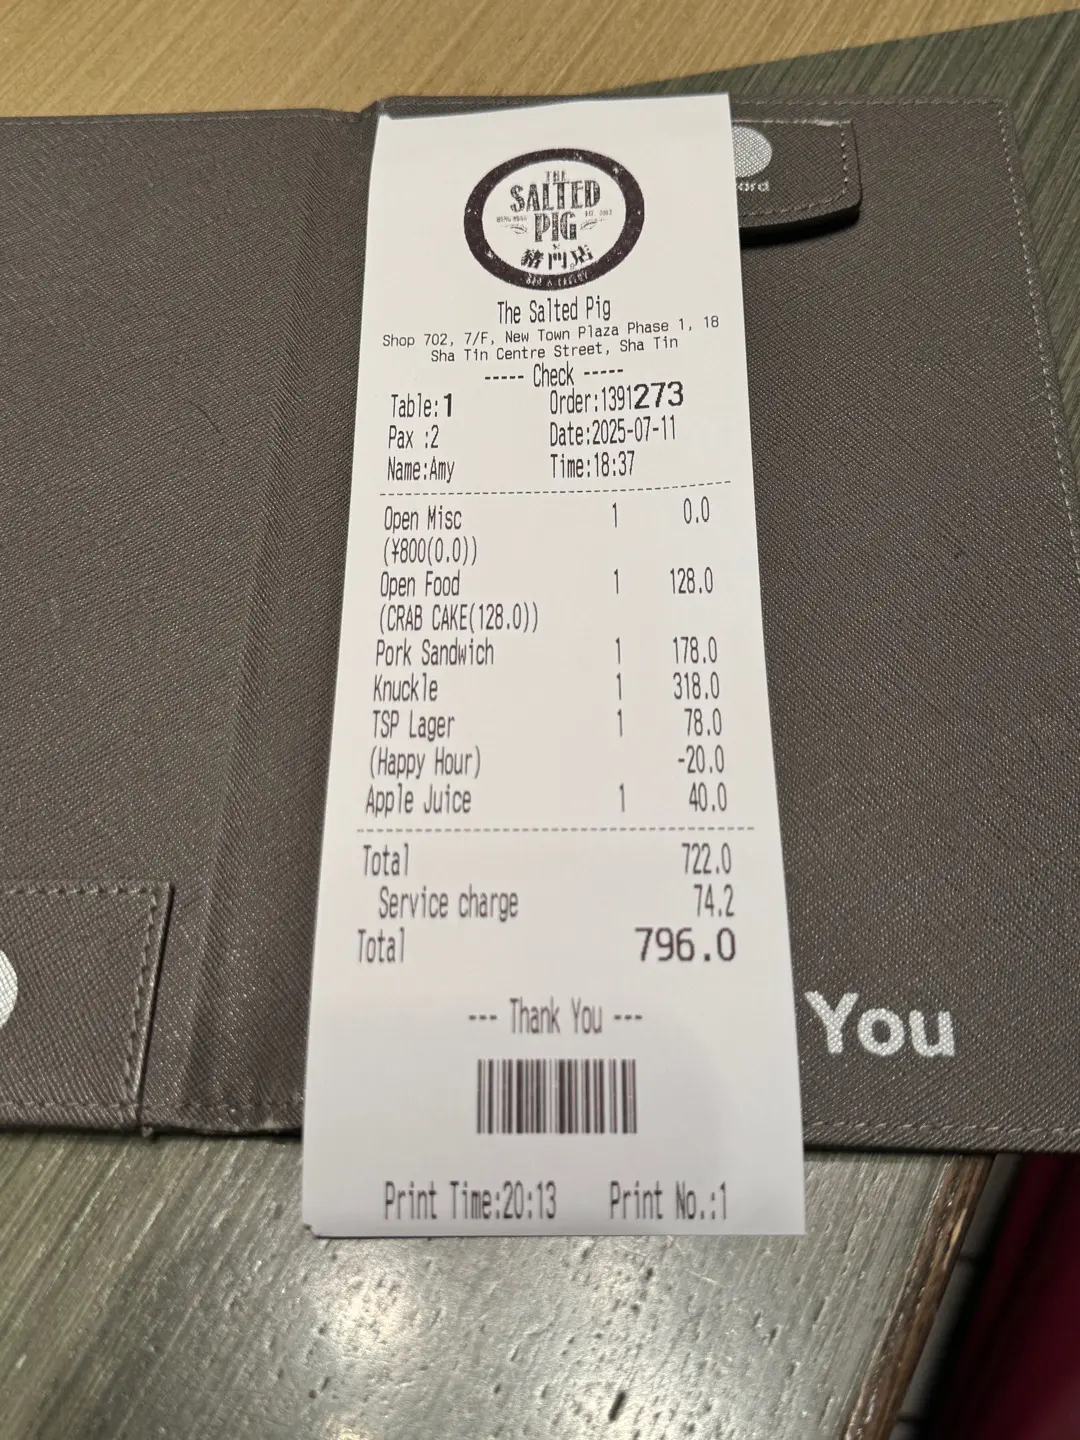 THE
SALTED
HONG KONG
PIG
豬門店
BAR & EATERY
The Salted Pig
Shop 702, 7/F, New Town Plaza Phase 1, 18
Sha Tin Centre Street, Sha Tin
----- Check -----
Table:1 Order:1391273
Pax :2 Date:2025-07-11
Name:Amy Time:18:37
Open Misc 1 0.0
(¥800(0.0))
Open Food 1 128.0
(CRAB CAKE(128.0))
Pork Sandwich 1 178.0
Knuckle 1 318.0
TSP Lager 1 78.0
(Happy Hour) -20.0
Apple Juice 1 40.0
Total 722.0
Service charge 74.2
Total 796.0
--- Thank You ---
Print Time:20:13 Print No.:1
You